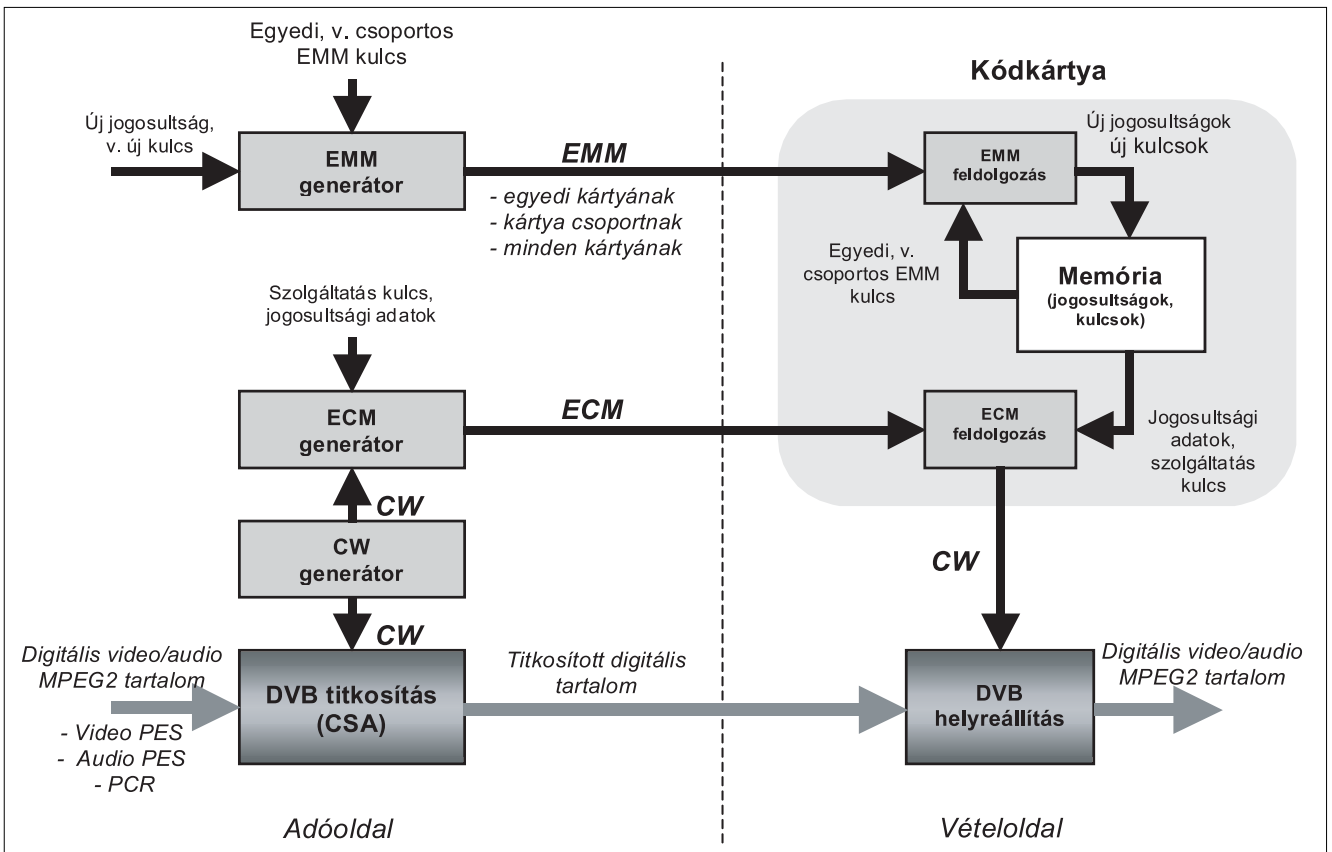 Egyedi, v. csoportos
EMM kulcs
Kódkártya
Új jogosultság,
v. új kulcs
EMM
generátor
EMM
- egyedi kártyának
- kártya csoportnak
- minden kártyának
EMM
feldolgozás
Új jogosultságok
új kulcsok
Egyedi, v.
csoportos EMM
kulcs
Memória
(jogosultságok,
kulcsok)
Szolgáltatás kulcs,
jogosultsági adatok
ECM
generátor
ECM
ECM
feldolgozás
Jogosultsági
adatok,
szolgáltatás
kulcs
CW
CW
generátor
CW
CW
Digitális video/audio
MPEG2 tartalom
- Video PES
- Audio PES
- PCR
DVB titkosítás
(CSA)
Titkosított digitális
tartalom
DVB
helyreállítás
Digitális video/audio
MPEG2 tartalom
Adóoldal
Vételoldal